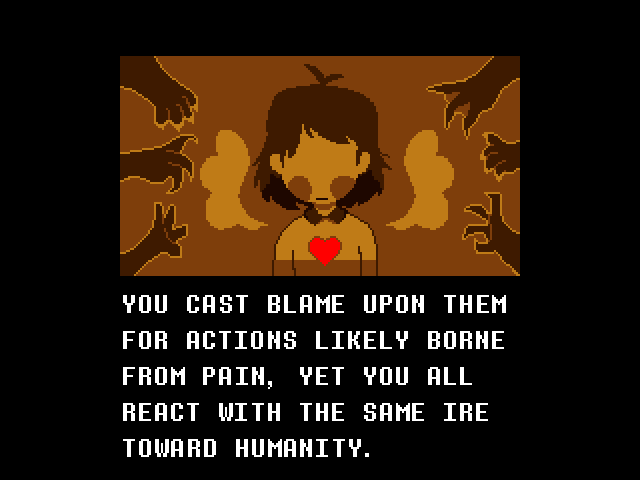 YOU CAST BLAME UPON THEM
FOR ACTIONS LIKELY BORNE
FROM PAIN, YET YOU ALL
REACT WITH THE SAME IRE
TOWARD HUMANITY.